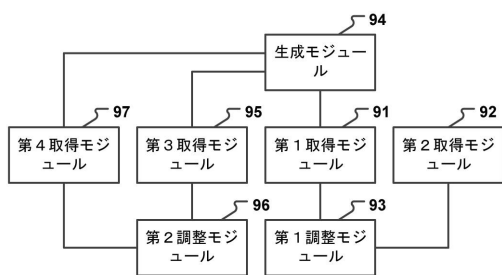 94
生成モジュー
ル
97
第４取得モジ
ュール
95
第３取得モジ
ュール
91
第１取得モジ
ュール
92
第２取得モジ
ュール
96
第２調整モジ
ュール
93
第１調整モジ
ュール